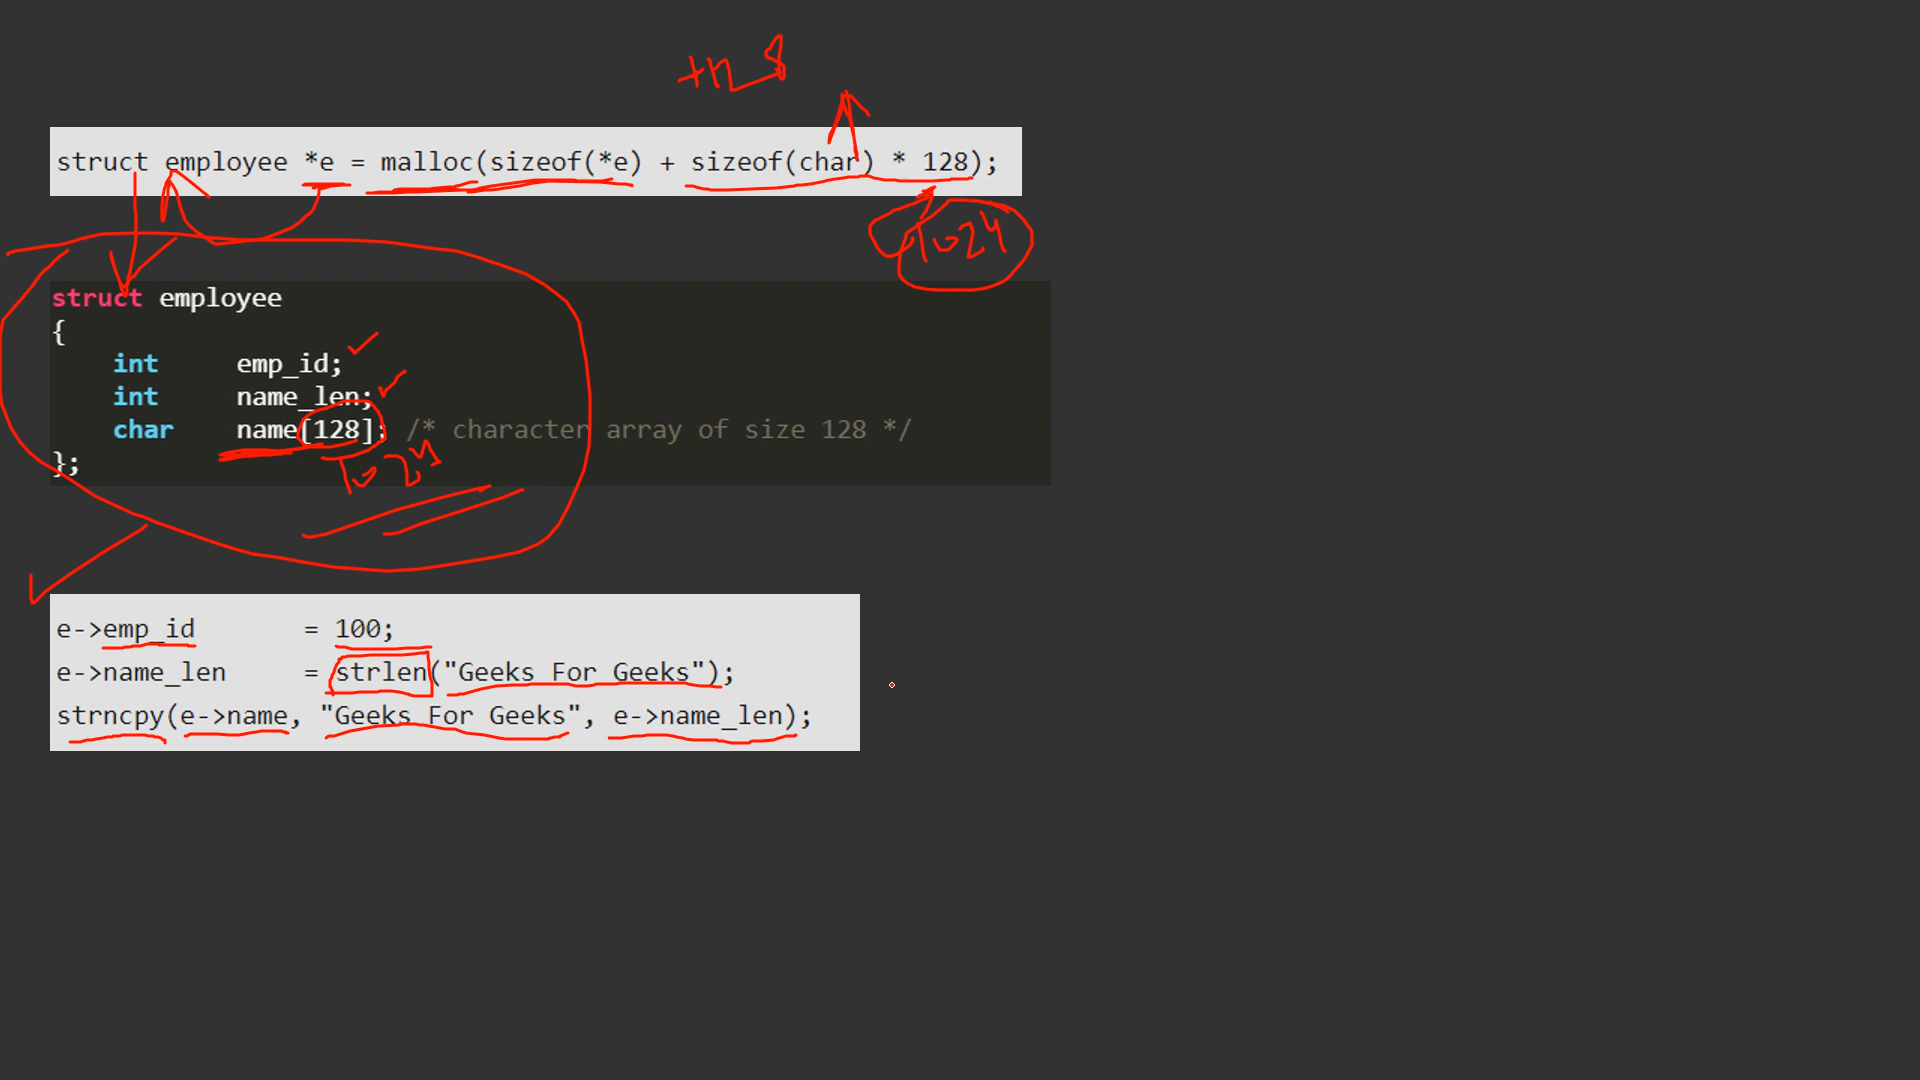 struct employee *e = malloc(sizeof(*e) + sizeof(char) * 128);
1024
struct employee
{
    int     emp_id;
    int     name_len;
    char    name[128]; /* character array of size 128 */
1024
};
e->emp_id       = 100;
e->name_len     = strlen("Geeks For Geeks");
strncpy(e->name, "Geeks For Geeks", e->name_len);